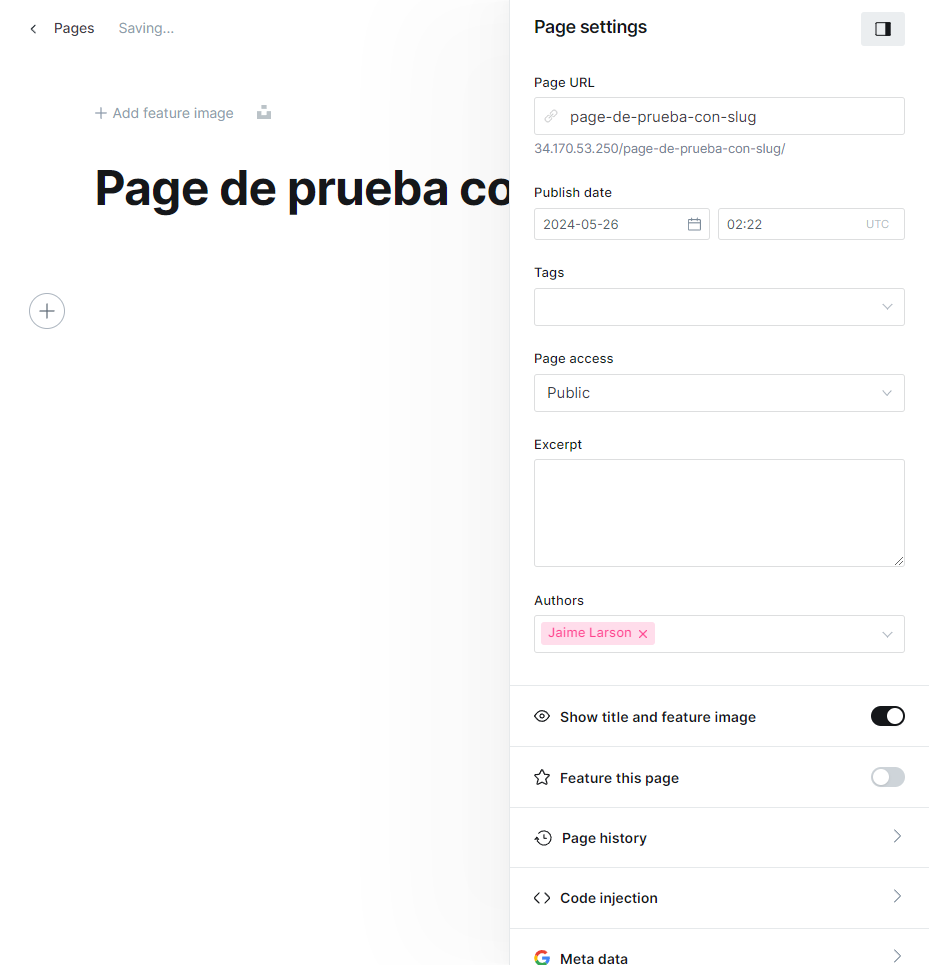 Pages Saving...
Page settings
Page URL
page-de-prueba-con-slug
34.170.53.250/page-de-prueba-con-slug/
Add feature image
Page de prueba co
Publish date
2024-05-26 02:22 UTC
Tags
Page access
Public
Excerpt
Authors
Jaime Larson
Show title and feature image
Feature this page
Page history
Code injection
Meta data